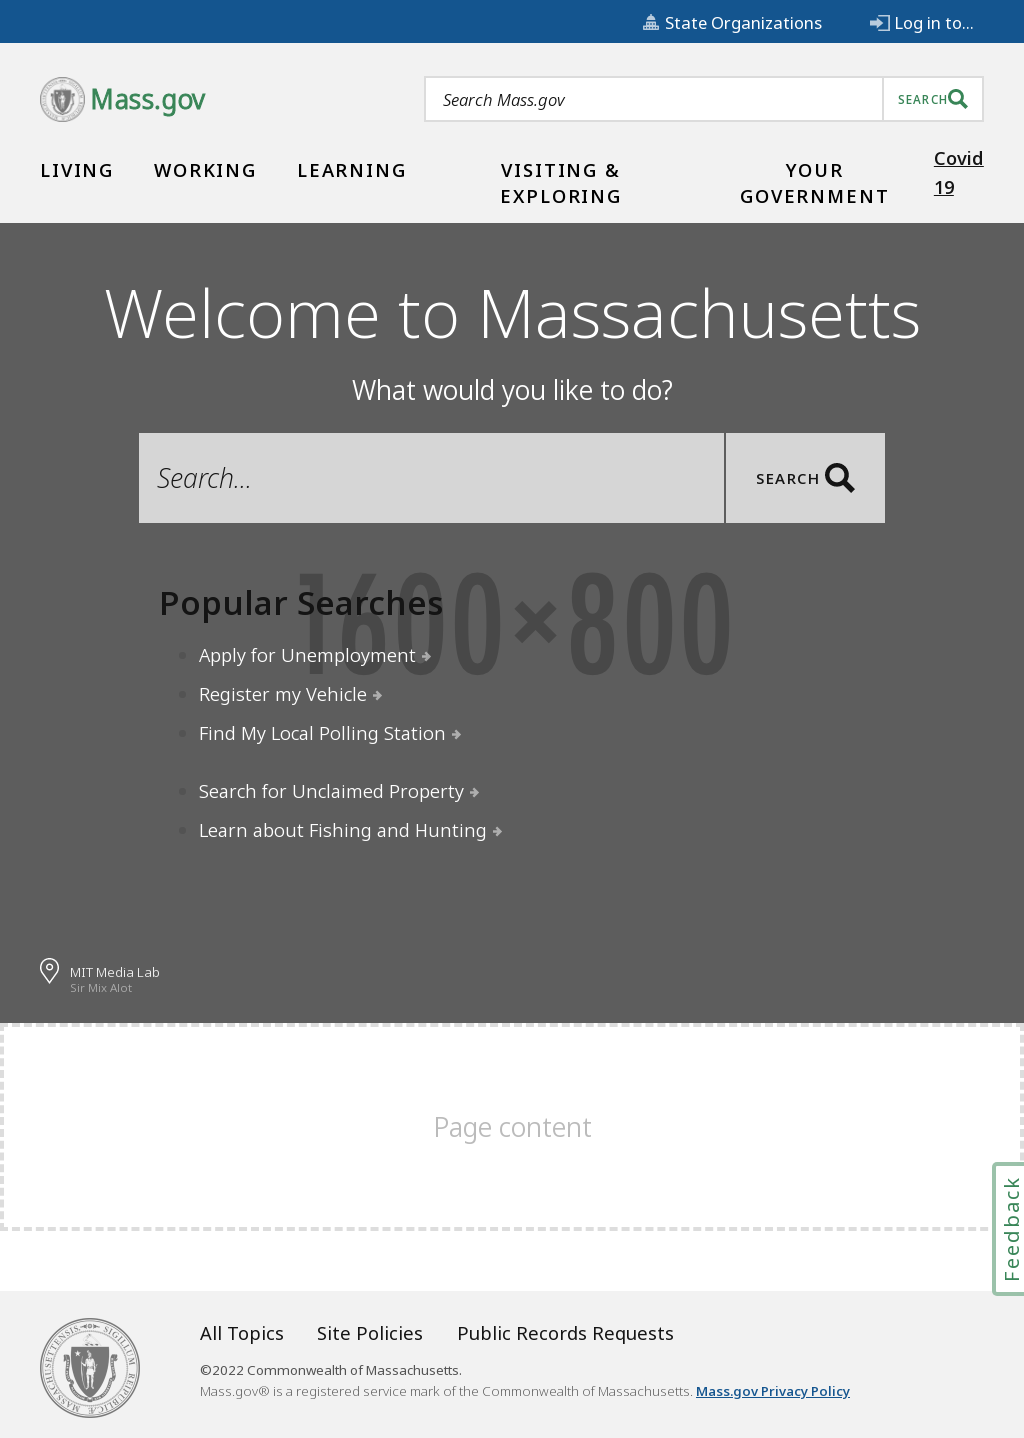 State Organizations
Log in to...
Mass.gov
Search Mass.gov
SEARCH
LIVING
WORKING
LEARNING
VISITING &
EXPLORING
YOUR
GOVERNMENT
Covid
19
Welcome to Massachusetts
What would you like to do?
Search...
SEARCH
1600×800
Popular Searches
Apply for Unemployment
Register my Vehicle
Find My Local Polling Station
Search for Unclaimed Property
Learn about Fishing and Hunting
MIT Media Lab
Sir Mix Alot
Page content
Feedback
All Topics
Site Policies
Public Records Requests
©2022 Commonwealth of Massachusetts.
Mass.gov® is a registered service mark of the Commonwealth of Massachusetts. Mass.gov Privacy Policy